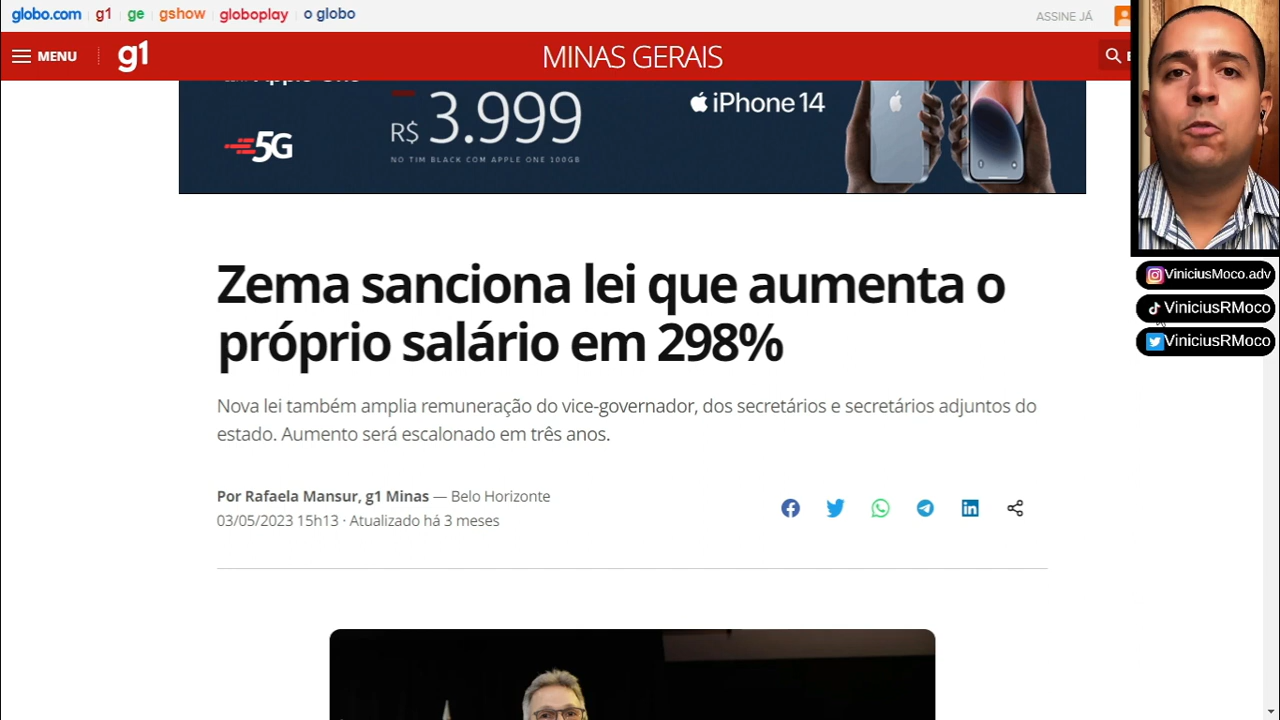 globo.com g1 ge gshow globoplay o globo
ASSINE JÁ
MENU g1 MINAS GERAIS
5G
R$ 3.999
NO TIM BLACK COM APPLE ONE 100GB
iPhone 14
ViniciusMoco.adv
ViniciusRMoco
ViniciusRMoco
Zema sanciona lei que aumenta o
próprio salário em 298%
Nova lei também amplia remuneração do vice-governador, dos secretários e secretários adjuntos do
estado. Aumento será escalonado em três anos.
Por Rafaela Mansur, g1 Minas — Belo Horizonte
03/05/2023 15h13 · Atualizado há 3 meses